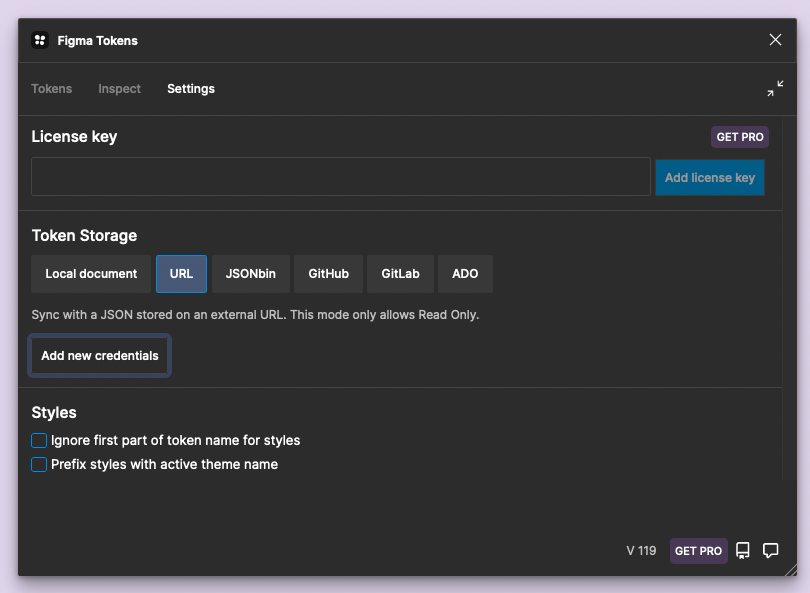 Figma Tokens
Tokens Inspect Settings
License key
GET PRO
Add license key
Token Storage
Local document URL JSONbin GitHub GitLab ADO
Sync with a JSON stored on an external URL. This mode only allows Read Only.
Add new credentials
Styles
Ignore first part of token name for styles
Prefix styles with active theme name
V 119 GET PRO